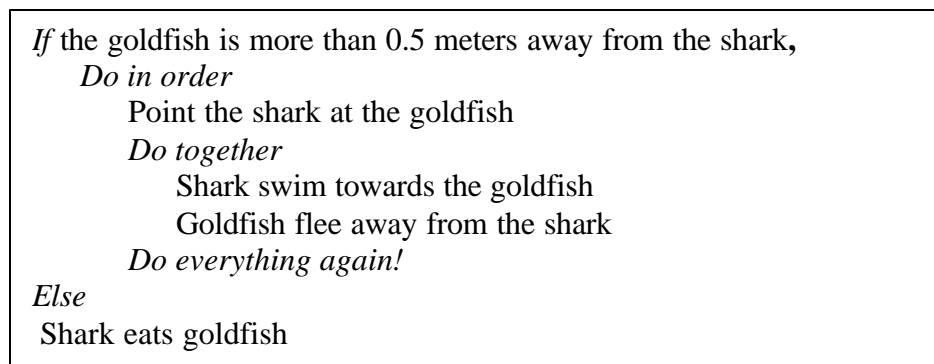 If the goldfish is more than 0.5 meters away from the shark,
Do in order
Point the shark at the goldfish
Do together
Shark swim towards the goldfish
Goldfish flee away from the shark
Do everything again!
Else
Shark eats goldfish